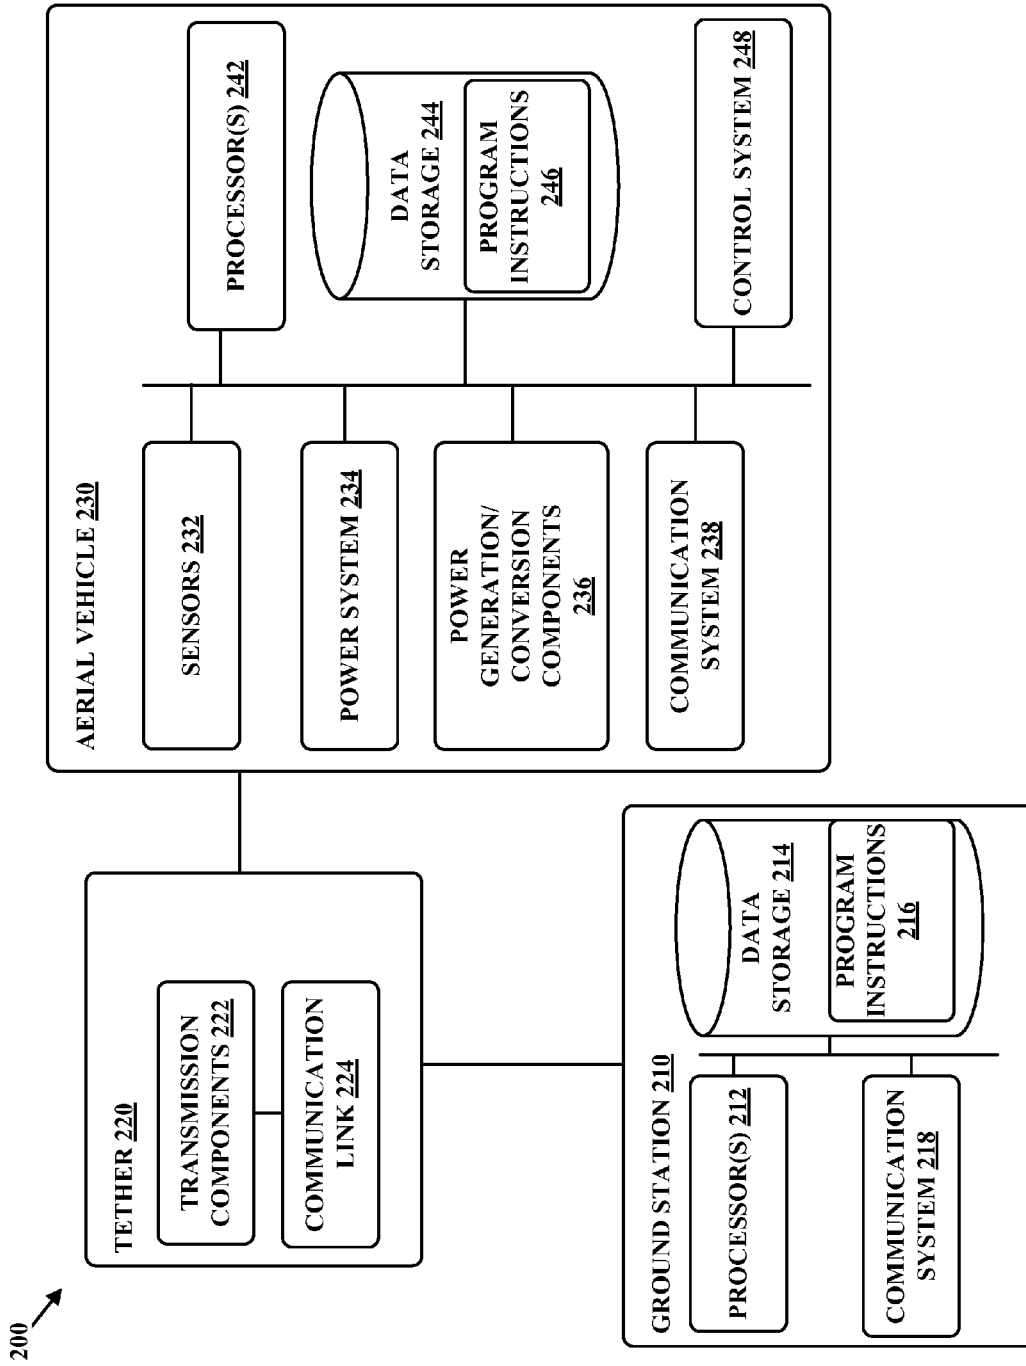 200
TETHER 220
TRANSMISSION
COMPONENTS 222
COMMUNICATION
LINK 224
GROUND STATION 210
PROCESSOR(S) 212
COMMUNICATION
SYSTEM 218
DATA
STORAGE 214
PROGRAM
INSTRUCTIONS
216
AERIAL VEHICLE 230
SENSORS 232
POWER SYSTEM 234
POWER
GENERATION/
CONVERSION
COMPONENTS
236
COMMUNICATION
SYSTEM 238
PROCESSOR(S) 242
DATA
STORAGE 244
PROGRAM
INSTRUCTIONS
246
CONTROL SYSTEM 248